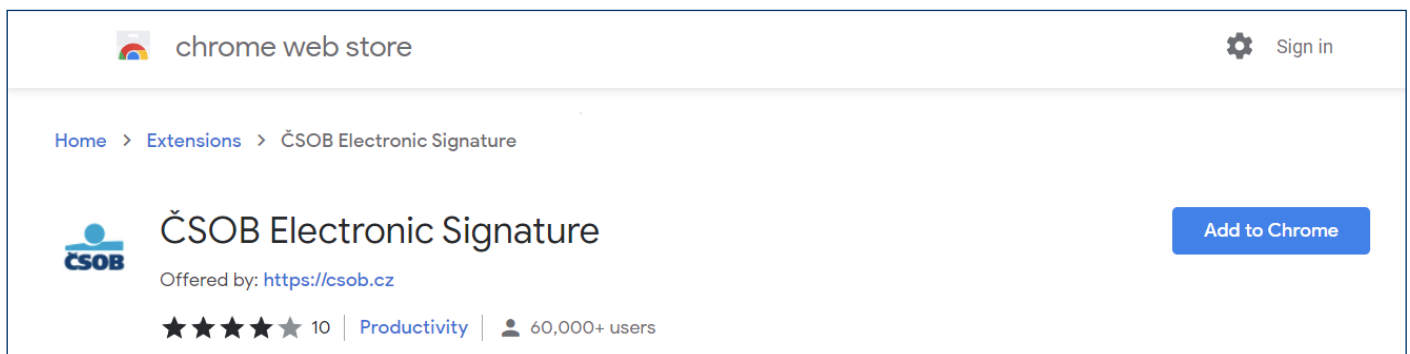 chrome web store
Sign in
Home > Extensions > ČSOB Electronic Signature
ČSOB
ČSOB Electronic Signature
Add to Chrome
Offered by: https://csob.cz
10 | Productivity | 60,000+ users